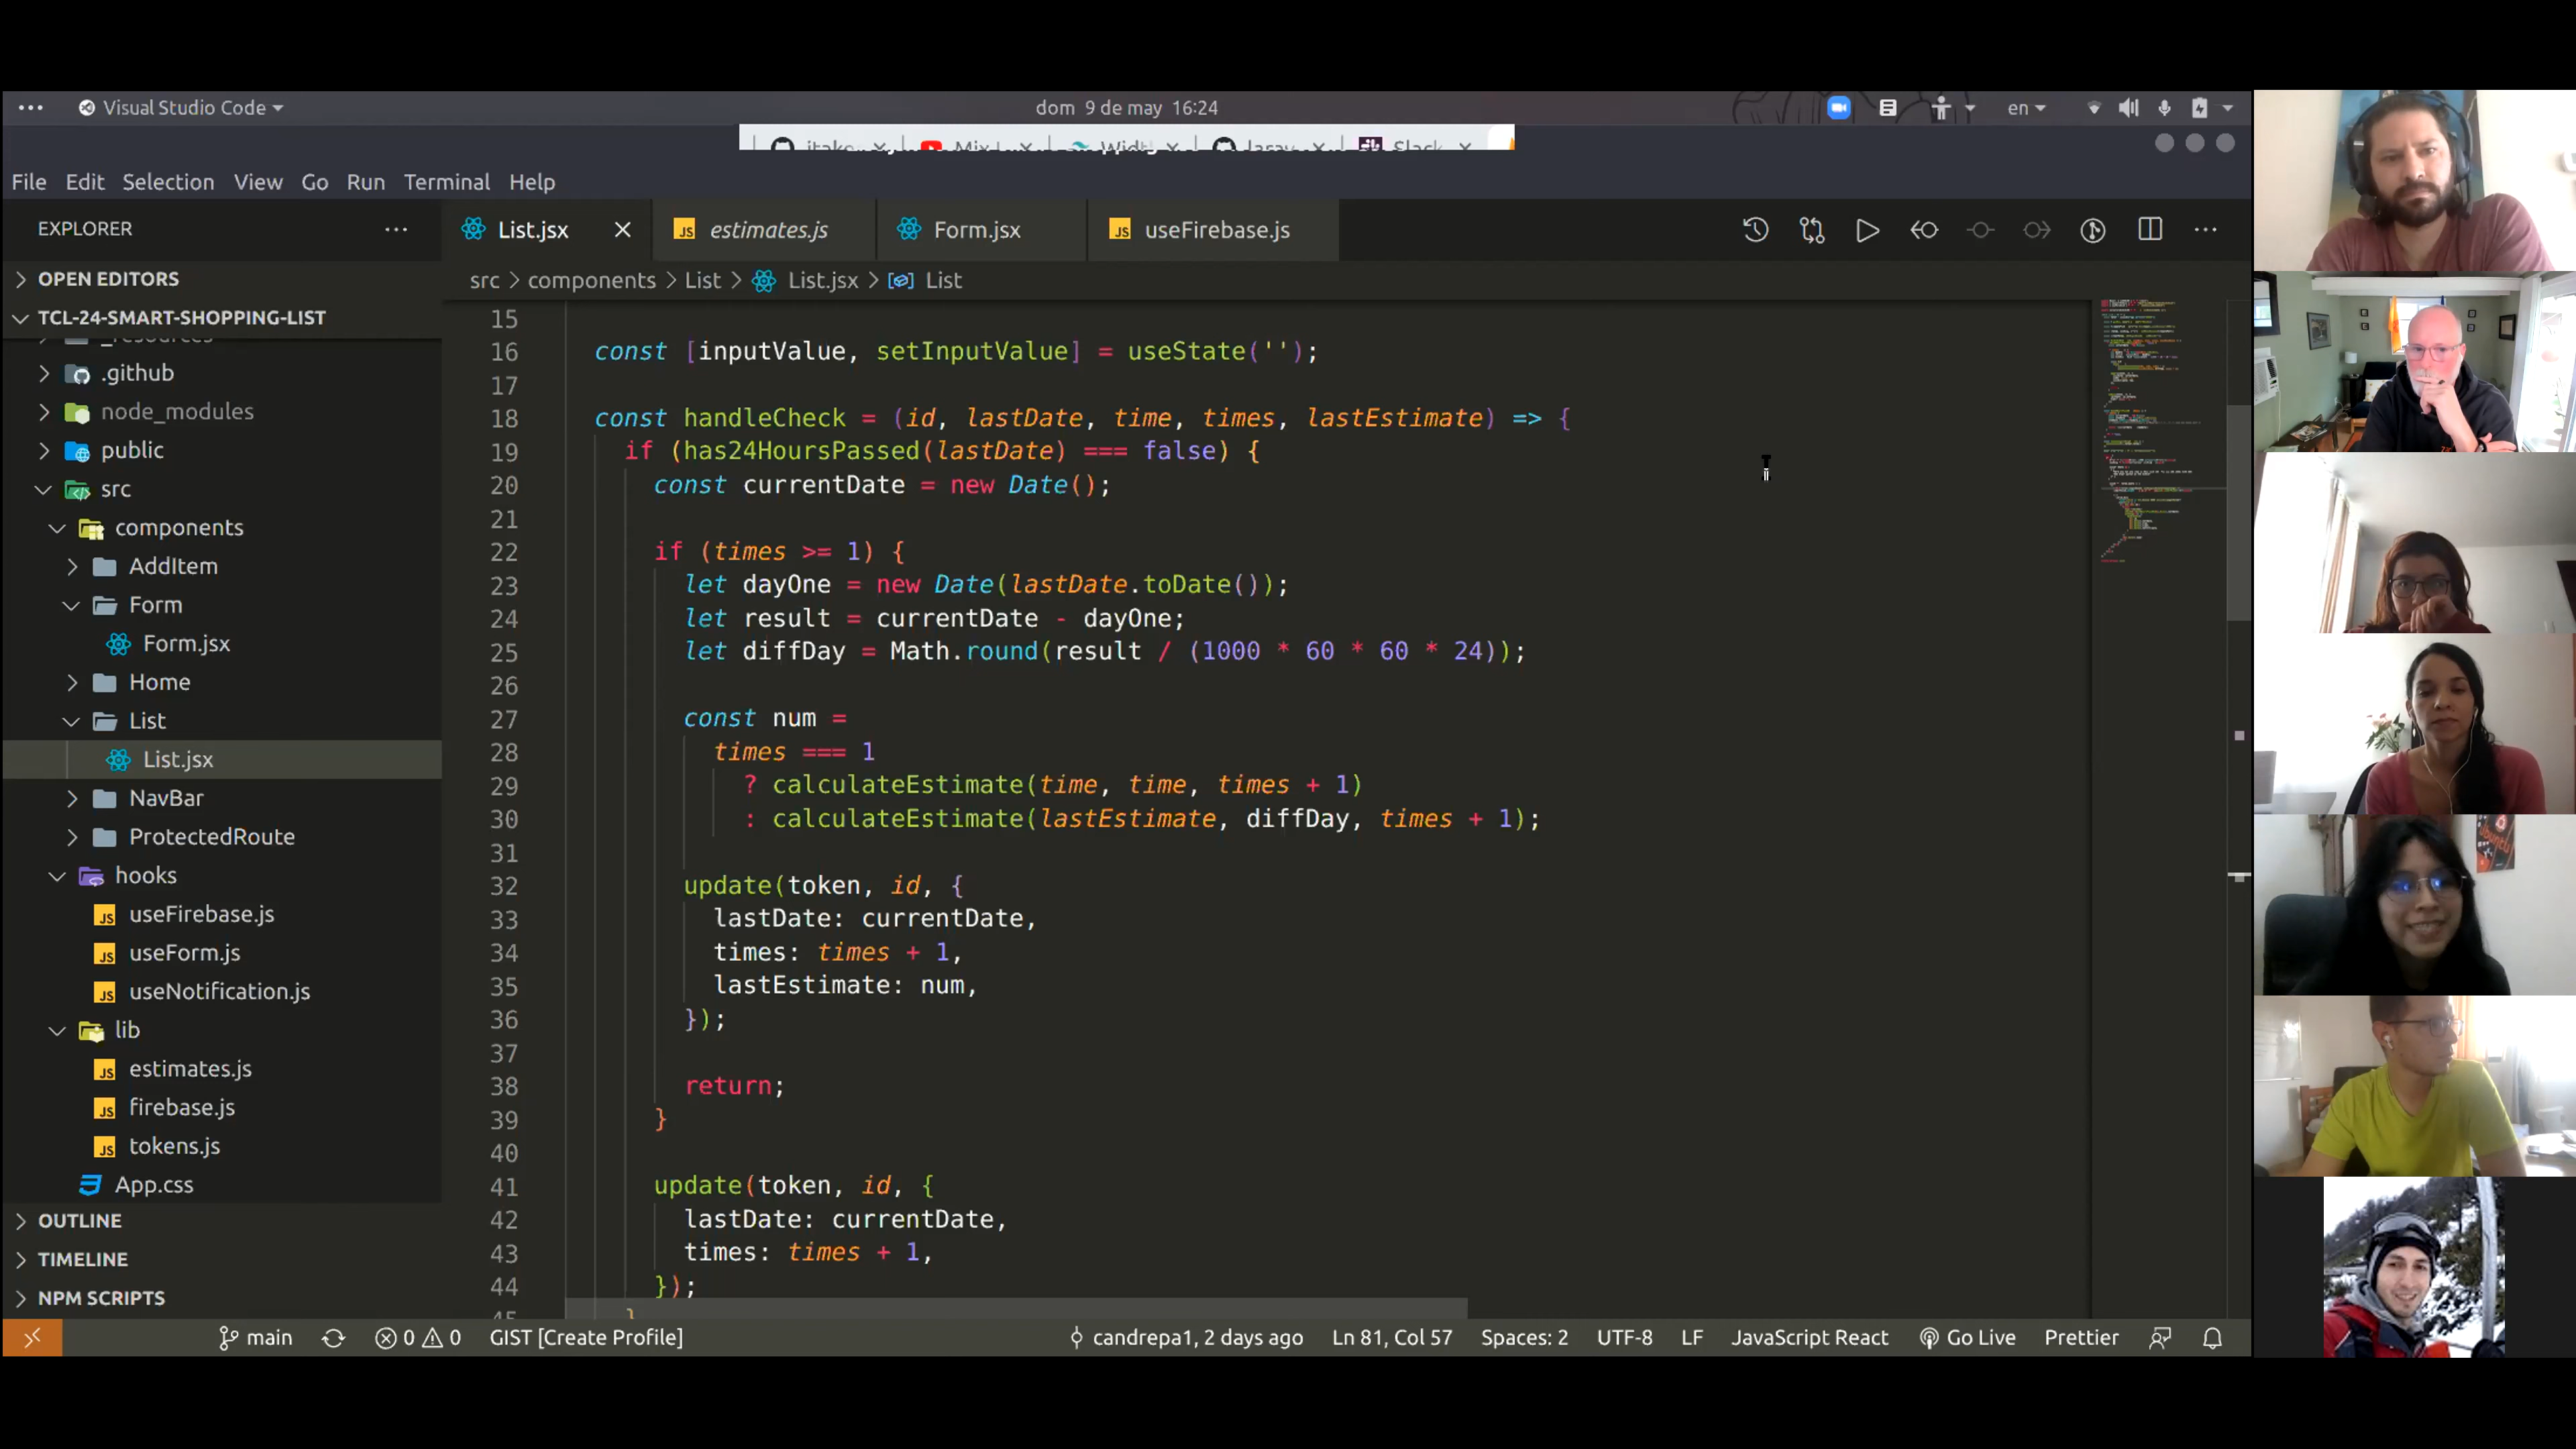 Visual Studio Code
dom 9 de may 16:24
en
Mix
Slack
File Edit Selection View Go Run Terminal Help
EXPLORER
List.jsx
estimates.js
Form.jsx
useFirebase.js
OPEN EDITORS
src > components > List > List.jsx > List
TCL-24-SMART-SHOPPING-LIST
_resources
.github
node_modules
public
src
components
AddItem
Form
Form.jsx
Home
List
List.jsx
NavBar
ProtectedRoute
hooks
useFirebase.js
useForm.js
useNotification.js
lib
estimates.js
firebase.js
tokens.js
App.css
OUTLINE
TIMELINE
NPM SCRIPTS
15
16 const [inputValue, setInputValue] = useState('');
17
18 const handleCheck = (id, lastDate, time, times, lastEstimate) => {
19 if (has24HoursPassed(lastDate) === false) {
20 const currentDate = new Date();
21
22 if (times >= 1) {
23 let dayOne = new Date(lastDate.toDate());
24 let result = currentDate - dayOne;
25 let diffDay = Math.round(result / (1000 * 60 * 60 * 24));
26
27 const num =
28 times === 1
29 ? calculateEstimate(time, time, times + 1)
30 : calculateEstimate(lastEstimate, diffDay, times + 1);
31
32 update(token, id, {
33 lastDate: currentDate,
34 times: times + 1,
35 lastEstimate: num,
36 });
37
38 return;
39 }
40
41 update(token, id, {
42 lastDate: currentDate,
43 times: times + 1,
44 });
45 }
main
0 0
GIST [Create Profile]
candrepa1, 2 days ago
Ln 81, Col 57
Spaces: 2
UTF-8
LF
JavaScript React
Go Live
Prettier
ubuntu